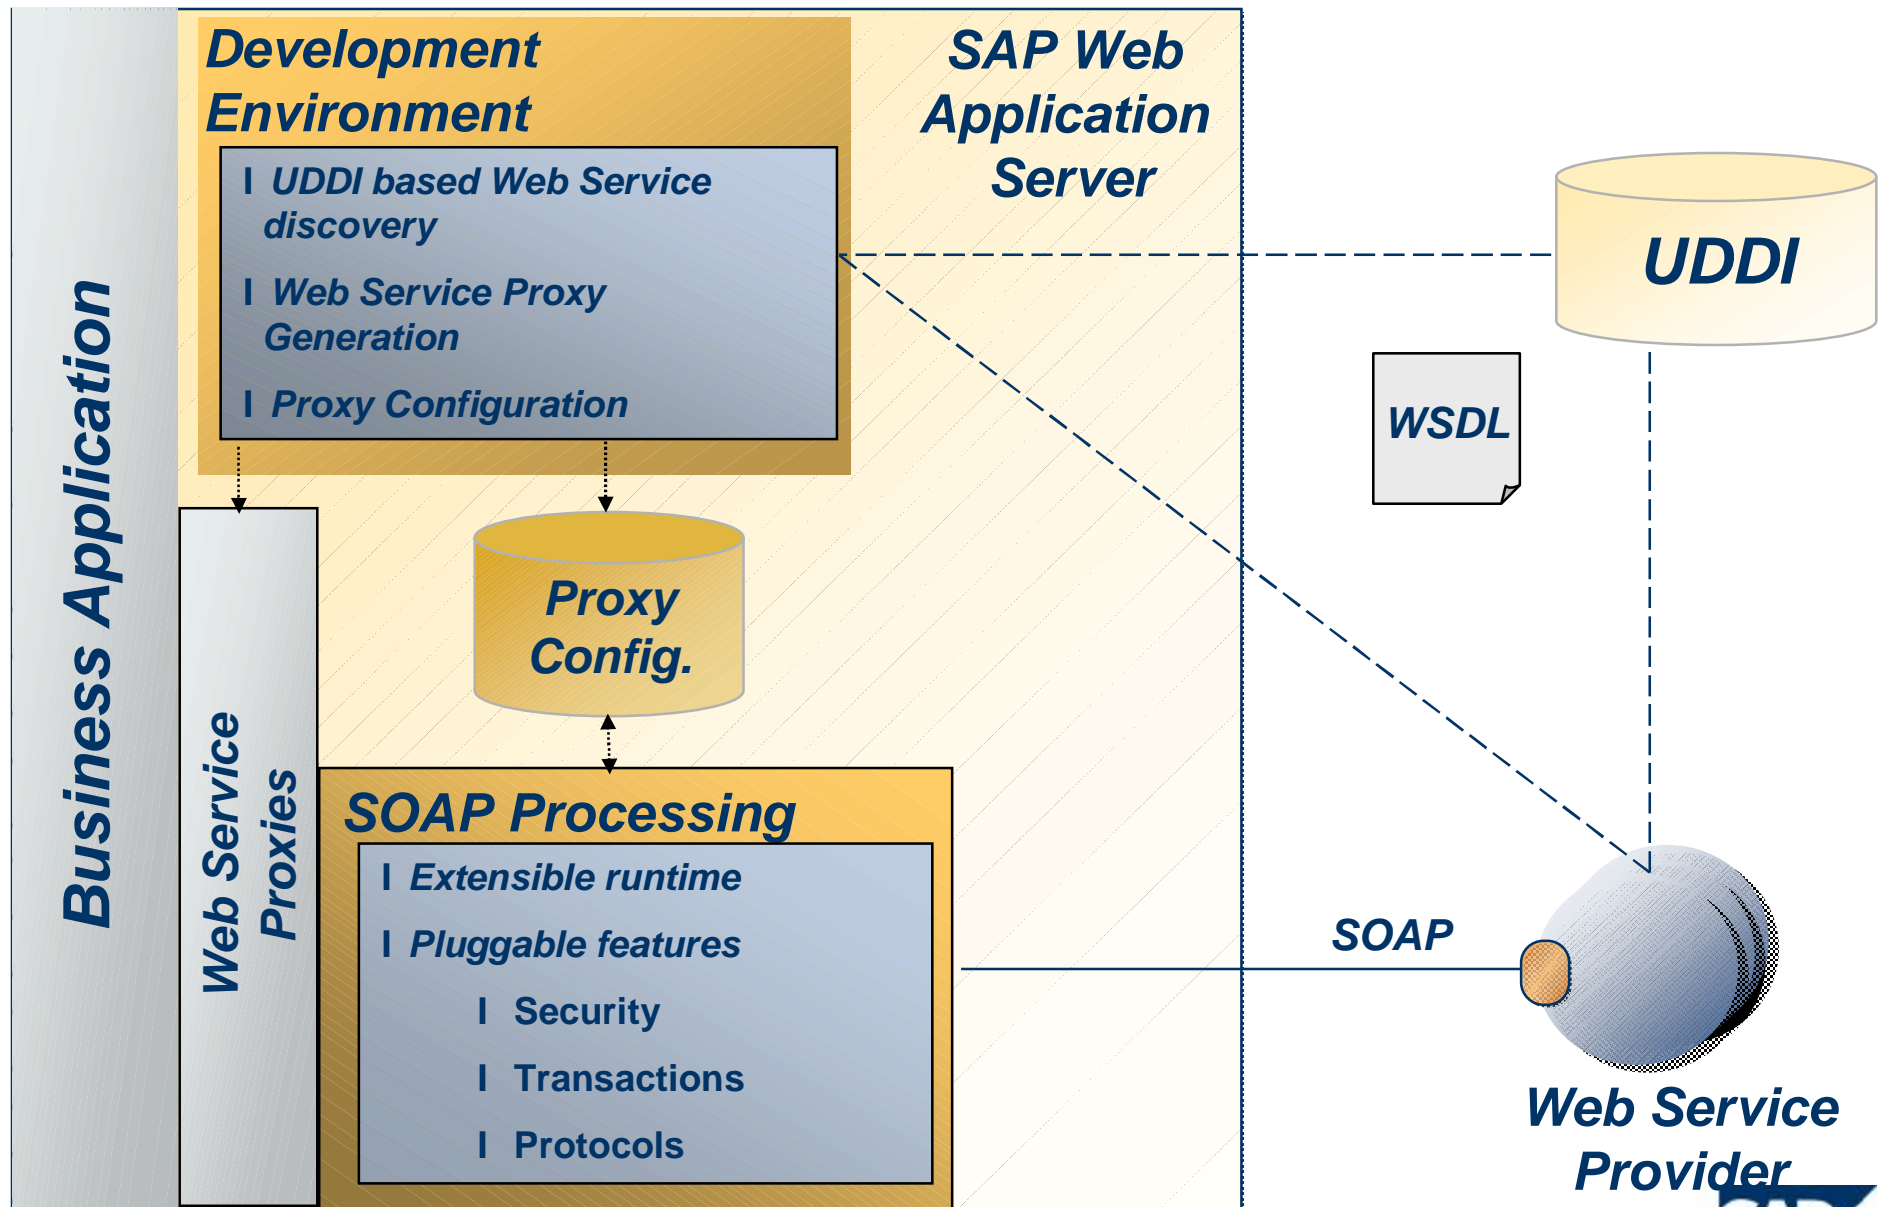 Development
Environment
l UDDI based Web Service
discovery
l Web Service Proxy
Generation
l Proxy Configuration
SAP Web
Application
Server
UDDI
WSDL
Business Application
Web Service
Proxies
Proxy
Config.
SOAP Processing
l Extensible runtime
l Pluggable features
l Security
l Transactions
l Protocols
SOAP
Web Service
Provider
SAP